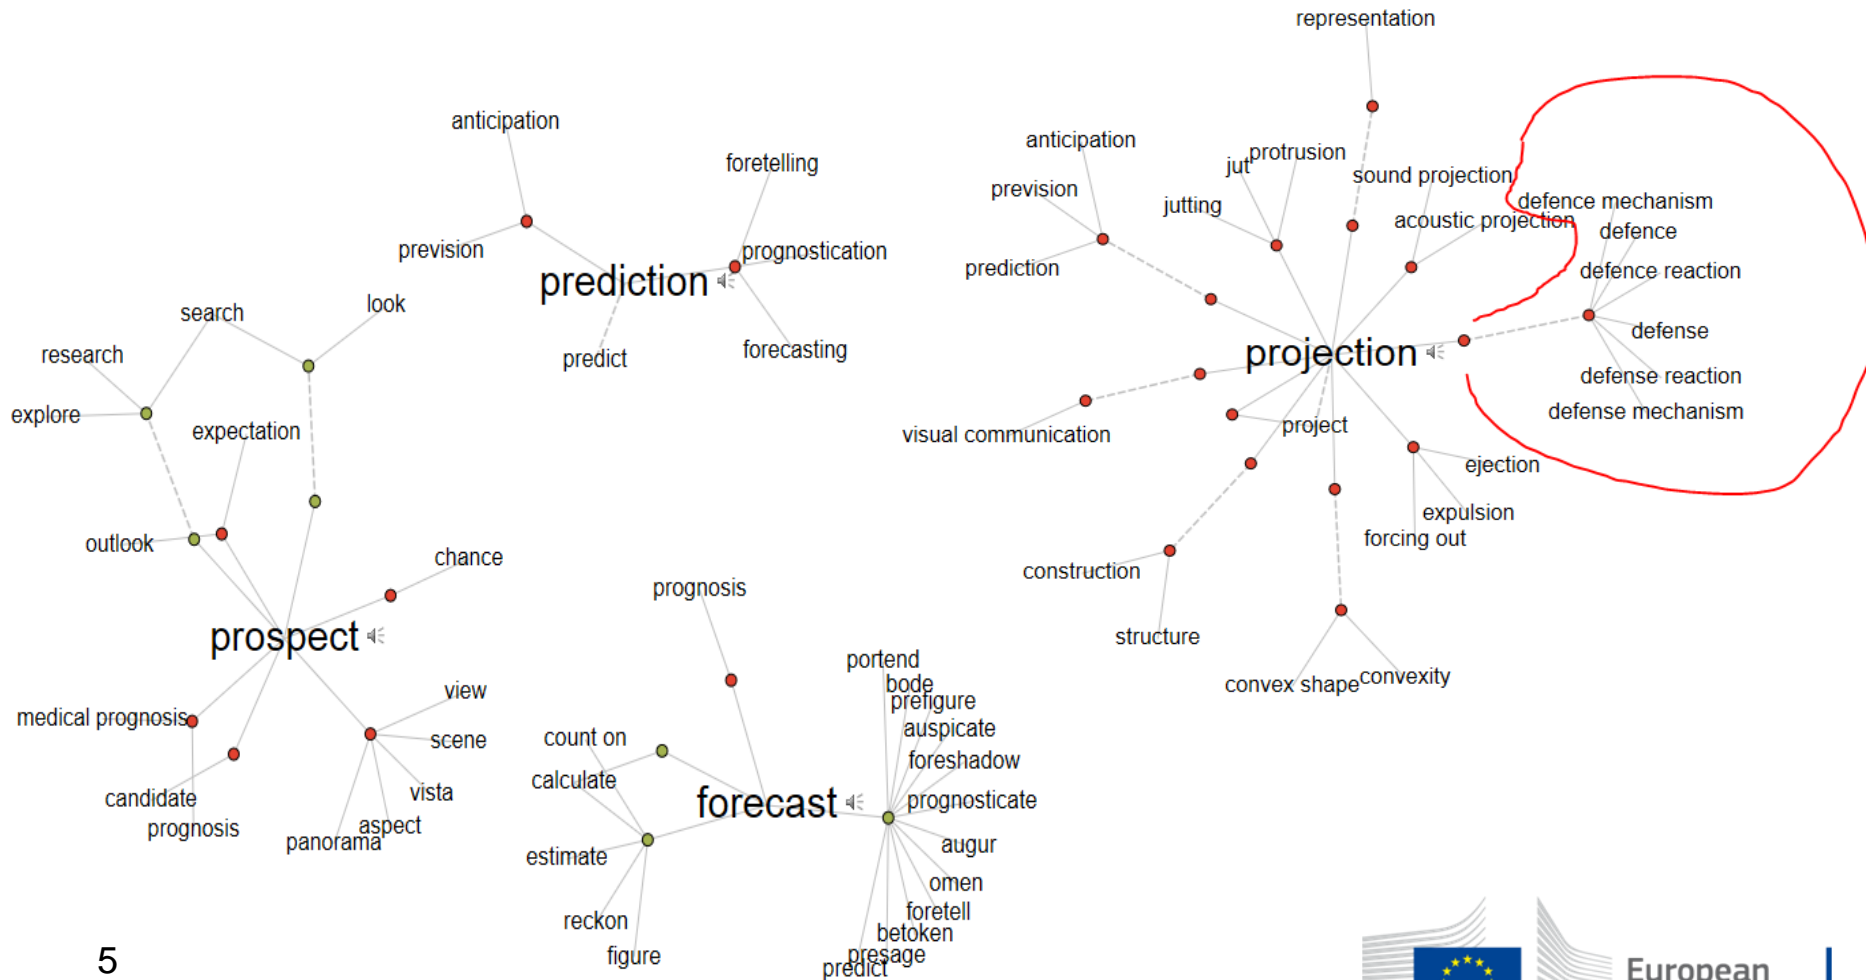 representation
anticipation
foretelling
prevision
prognostication
prediction
predict
forecasting
anticipation
prevision
prediction
jut
protrusion
jutting
sound projection
acoustic projection
defence mechanism
defence
defence reaction
defense
defense reaction
defense mechanism
projection
visual communication
project
ejection
expulsion
forcing out
construction
structure
convex shape
convexity
search
look
research
explore
expectation
outlook
chance
prospect
medical prognosis
candidate
prognosis
view
scene
vista
aspect
panorama
prognosis
count on
calculate
forecast
estimate
reckon
figure
portend
bode
prefigure
auspicate
foreshadow
prognosticate
augur
omen
foretell
betoken
presage
predict
5
European